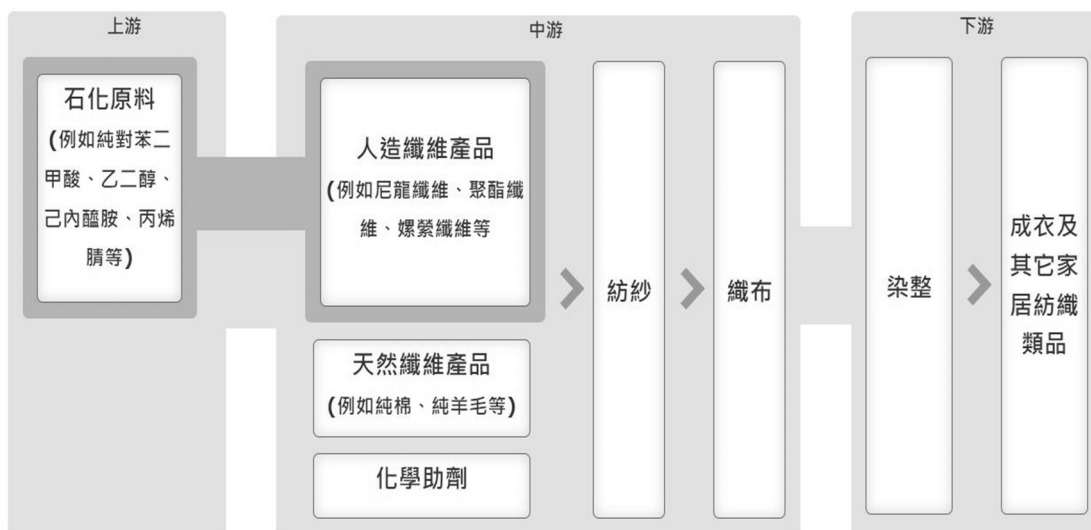 上游
石化原料
(例如純對苯二
甲酸、乙二醇、
己內醯胺、丙烯
腈等)
中游
人造纖維產品
(例如尼龍纖維、聚酯纖
維、嫘縈纖維等
天然纖維產品
(例如純棉、純羊毛等)
化學助劑
紡紗
織布
下游
染整
成衣及
其它家
居紡織
類品